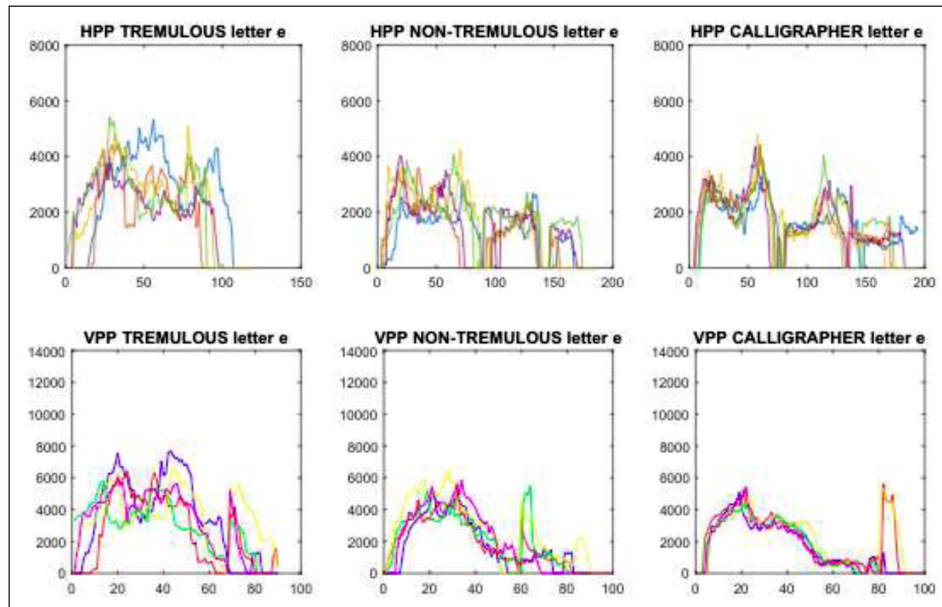 HPP TREMULOUS letter e HPP NON-TREMULOUS letter e HPP CALLIGRAPHER letter e
8000 8000 8000
6000 6000 6000
4000 4000 4000
2000 2000 2000
0 0 0
0 50 100 150 0 50 100 150 200 0 50 100 150 200
VPP TREMULOUS letter e VPP NON-TREMULOUS letter e VPP CALLIGRAPHER letter e
14000 14000 14000
12000 12000 12000
10000 10000 10000
8000 8000 8000
6000 6000 6000
4000 4000 4000
2000 2000 2000
0 0 0
0 20 40 60 80 100 0 20 40 60 80 100 0 20 40 60 80 100